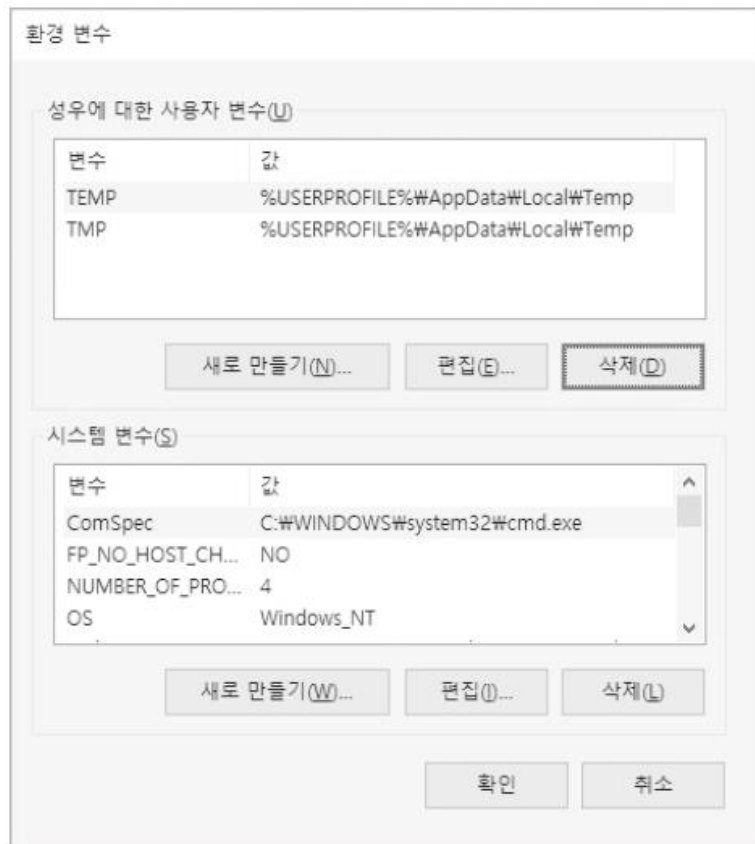 환경 변수
성우에 대한 사용자 변수(U)
변수 값
TEMP %USERPROFILE%₩AppData₩Local₩Temp
TMP %USERPROFILE%₩AppData₩Local₩Temp
새로 만들기(N)... 편집(E)... 삭제(D)
시스템 변수(S)
변수 값
ComSpec C:₩WINDOWS₩system32₩cmd.exe
FP_NO_HOST_CH... NO
NUMBER_OF_PRO... 4
OS Windows_NT
새로 만들기(W)... 편집(I)... 삭제(L)
확인 취소